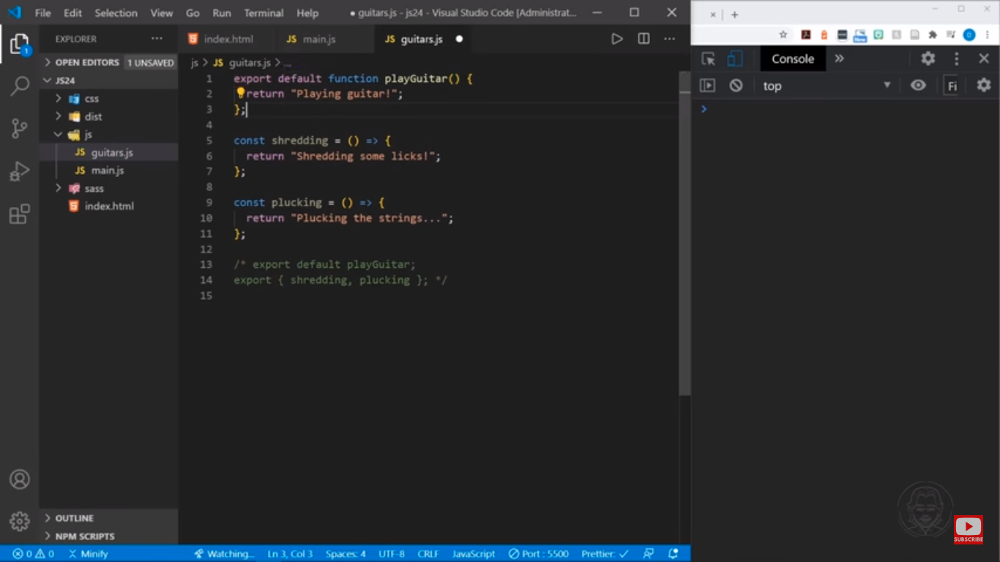 File Edit Selection View Go Run Terminal Help ● guitars.js - js24 - Visual Studio Code [Administrat...
EXPLORER ...
index.html
JS main.js
JS guitars.js ●
OPEN EDITORS 1 UNSAVED
JS24
css
dist
js
JS guitars.js
JS main.js
sass
index.html
OUTLINE
NPM SCRIPTS
js > JS guitars.js > ...
1 export default function playGuitar() {
2 return "Playing guitar!";
3 };
4
5 const shredding = () => {
6 return "Shredding some licks!";
7 };
8
9 const plucking = () => {
10 return "Plucking the strings...";
11 };
12
13 /* export default playGuitar;
14 export { shredding, plucking }; */
15
1
0 0 Minify Watching... Ln 3, Col 3 Spaces: 4 UTF-8 CRLF JavaScript Port : 5500 Prettier: ✓
New
D
Console
top
Fi
SUBSCRIBE